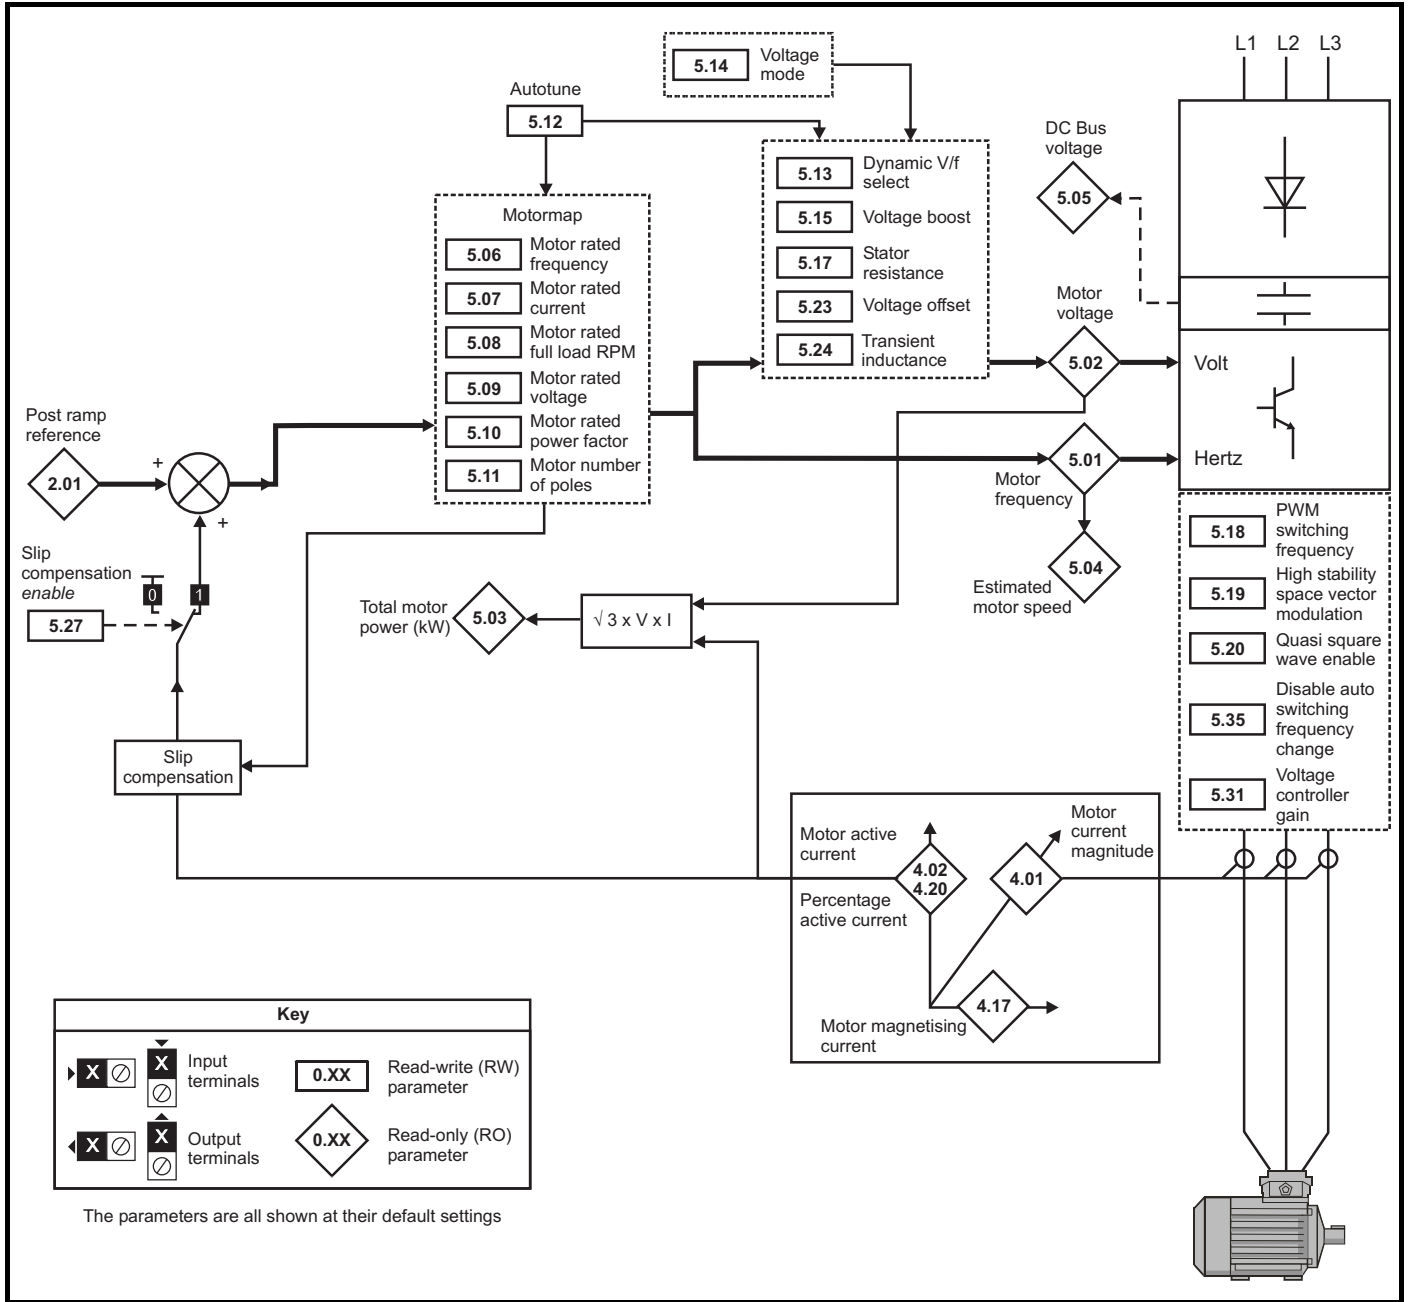 L1 L2 L3
5.14
Voltage
mode
Autotune
5.12
DC Bus
voltage
5.05
5.13
Dynamic V/f
select
5.15
Voltage boost
5.17
Stator
resistance
5.23
Voltage offset
5.24
Transient
inductance
Motormap
5.06
Motor rated
frequency
5.07
Motor rated
current
5.08
Motor rated
full load RPM
5.09
Motor rated
voltage
5.10
Motor rated
power factor
5.11
Motor number
of poles
Motor
voltage
5.02
Volt
Post ramp
reference
2.01
+
+
5.01
Hertz
Motor
frequency
5.04
Estimated
motor speed
Slip
compensation
enable
0
1
5.27
Total motor
power (kW)
5.03
√ 3 x V x I
5.18
PWM
switching
frequency
5.19
High stability
space vector
modulation
5.20
Quasi square
wave enable
5.35
Disable auto
switching
frequency
change
5.31
Voltage
controller
gain
Slip
compensation
Motor active
current
4.02
4.20
Percentage
active current
4.01
Motor
current
magnitude
4.17
Motor magnetising
current
Key
X
X
Input
terminals
0.XX
Read-write (RW)
parameter
X
X
Output
terminals
0.XX
Read-only (RO)
parameter
The parameters are all shown at their default settings